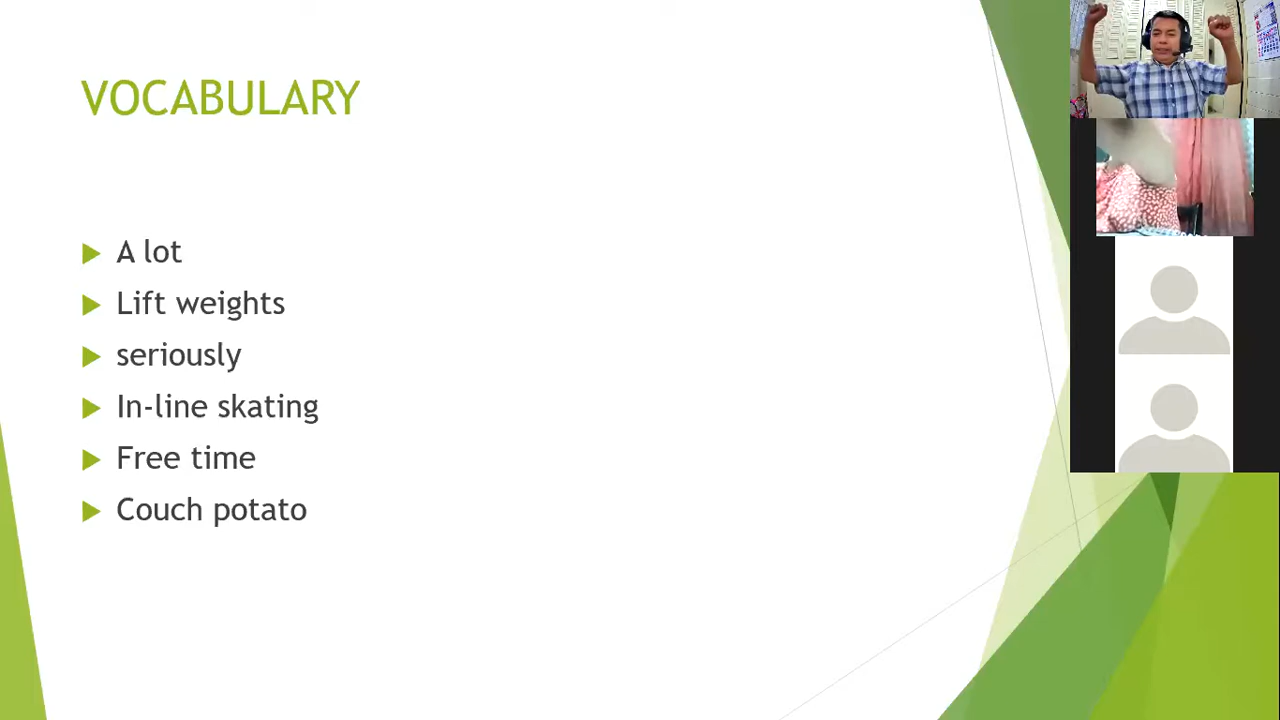 VOCABULARY
A lot
Lift weights
seriously
In-line skating
Free time
Couch potato